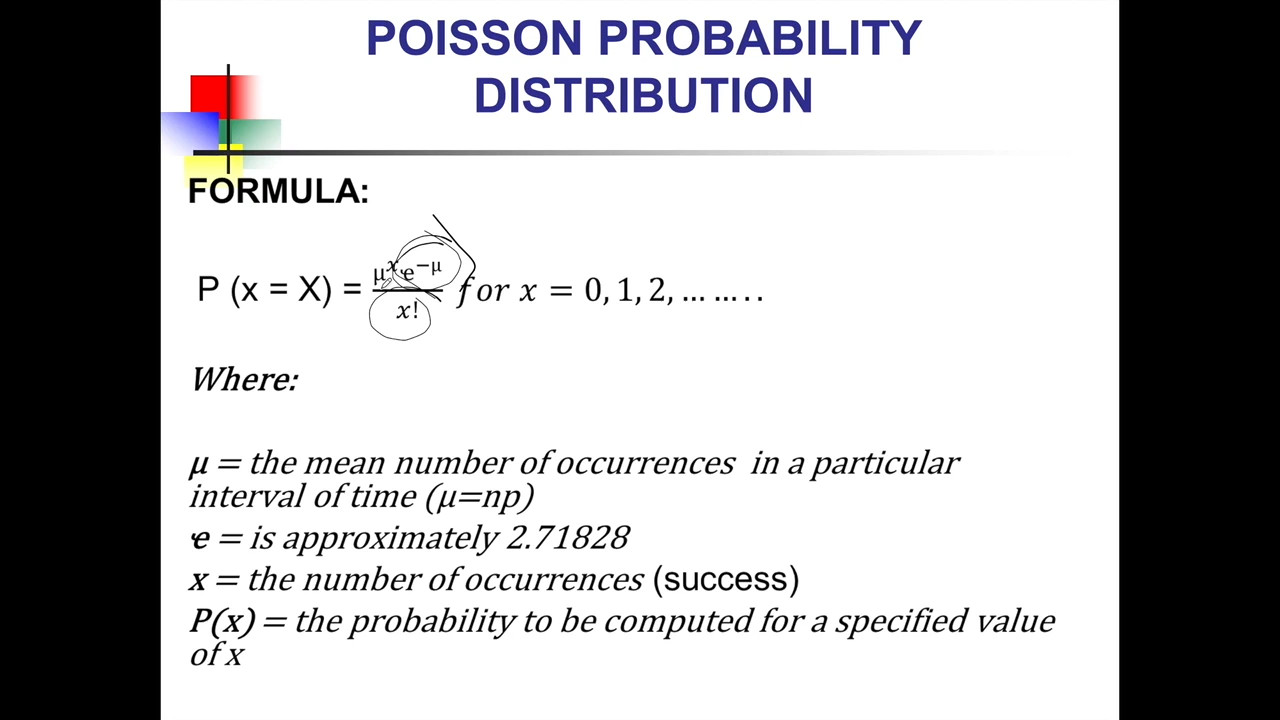 POISSON PROBABILITY
DISTRIBUTION
FORMULA:
P (x = X) = μˣ·e⁻μ / x! for x = 0, 1, 2, ... ... . .
Where:
μ = the mean number of occurrences in a particular
interval of time (μ=np)
e = is approximately 2.71828
x = the number of occurrences (success)
P(x) = the probability to be computed for a specified value
of x